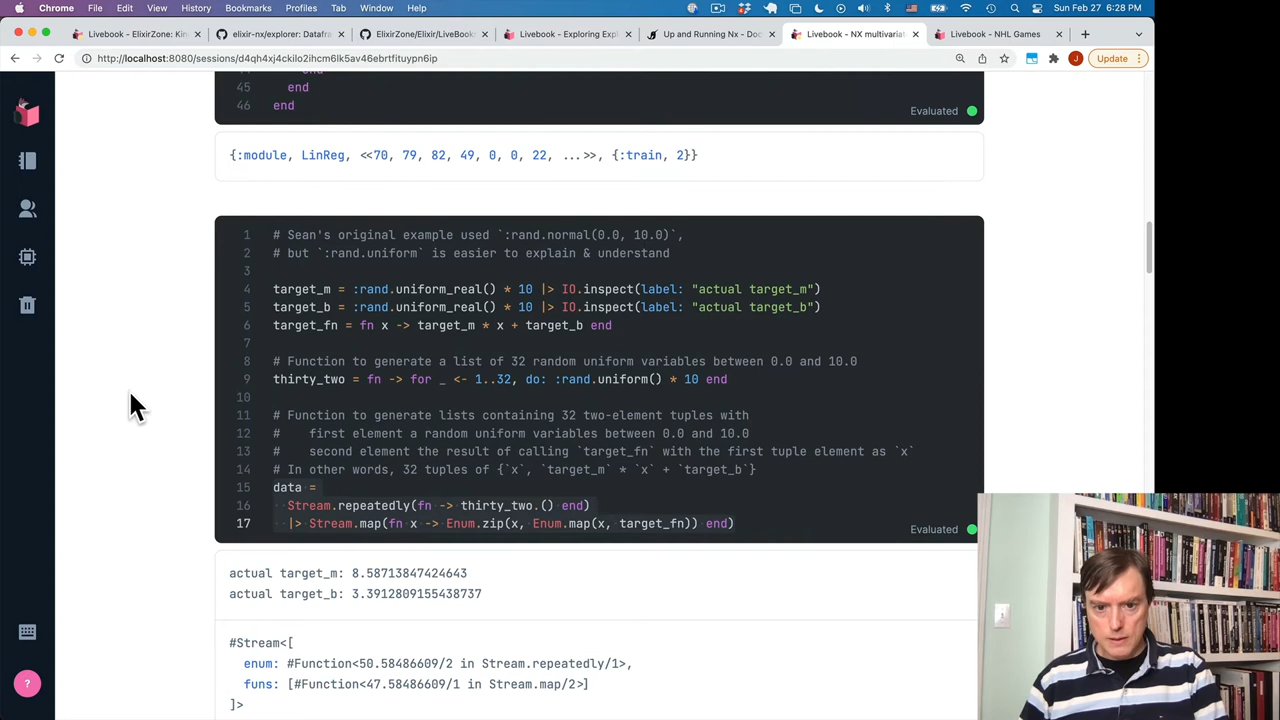 Chrome File Edit View History Bookmarks Profiles Tab Window Help Sun Feb 27 6:28 PM
Livebook - ElixirZone: Kin elixir-nx/explorer: Datafra ElixirZone/Elixir/LiveBook Livebook - Exploring Expl Up and Running Nx - Doc Livebook - NX multivaria Livebook - NHL Games
http://localhost:8080/sessions/d4qh4xj4ckilo2ihcm6lk5av46ebrtfituypn6ip3 J Update
44 end
45 end
46 end
Evaluated
{:module, LinReg, <<70, 79, 82, 49, 0, 0, 22, ...>>, {:train, 2}}
1 # Sean's original example used `:rand.normal(0.0, 10.0)`,
2 # but `:rand.uniform` is easier to explain & understand
3
4 target_m = :rand.uniform_real() * 10 |> IO.inspect(label: "actual target_m")
5 target_b = :rand.uniform_real() * 10 |> IO.inspect(label: "actual target_b")
6 target_fn = fn x -> target_m * x + target_b end
7
8 # Function to generate a list of 32 random uniform variables between 0.0 and 10.0
9 thirty_two = fn -> for _ <- 1..32, do: :rand.uniform() * 10 end
10
11 # Function to generate lists containing 32 two-element tuples with
12 # first element a random uniform variables between 0.0 and 10.0
13 # second element the result of calling `target_fn` with the first tuple element as `x`
14 # In other words, 32 tuples of {`x`, `target_m` * `x` + `target_b`}
15 data =
16 Stream.repeatedly(fn -> thirty_two.() end)
17 |> Stream.map(fn x -> Enum.zip(x, Enum.map(x, target_fn)) end)
Evaluated
actual target_m: 8.58713847424643
actual target_b: 3.3912809155438737
#Stream<[
enum: #Function<50.58486609/2 in Stream.repeatedly/1>,
funs: [#Function<47.58486609/1 in Stream.map/2>]
]>
?